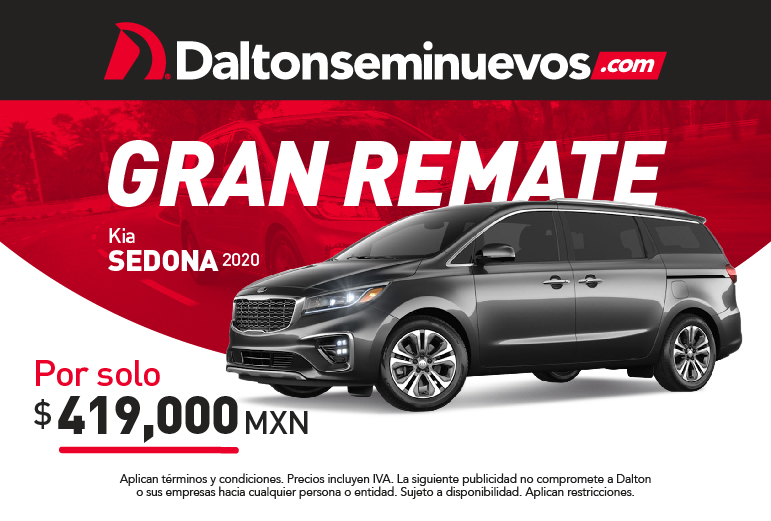 Daltonseminuevos.com
GRAN REMATE
Kia
SEDONA 2020
Por solo
$419,000 MXN
Aplican términos y condiciones. Precios incluyen IVA. La siguiente publicidad no compromete a Dalton
o sus empresas hacia cualquier persona o entidad. Sujeto a disponibilidad. Aplican restricciones.